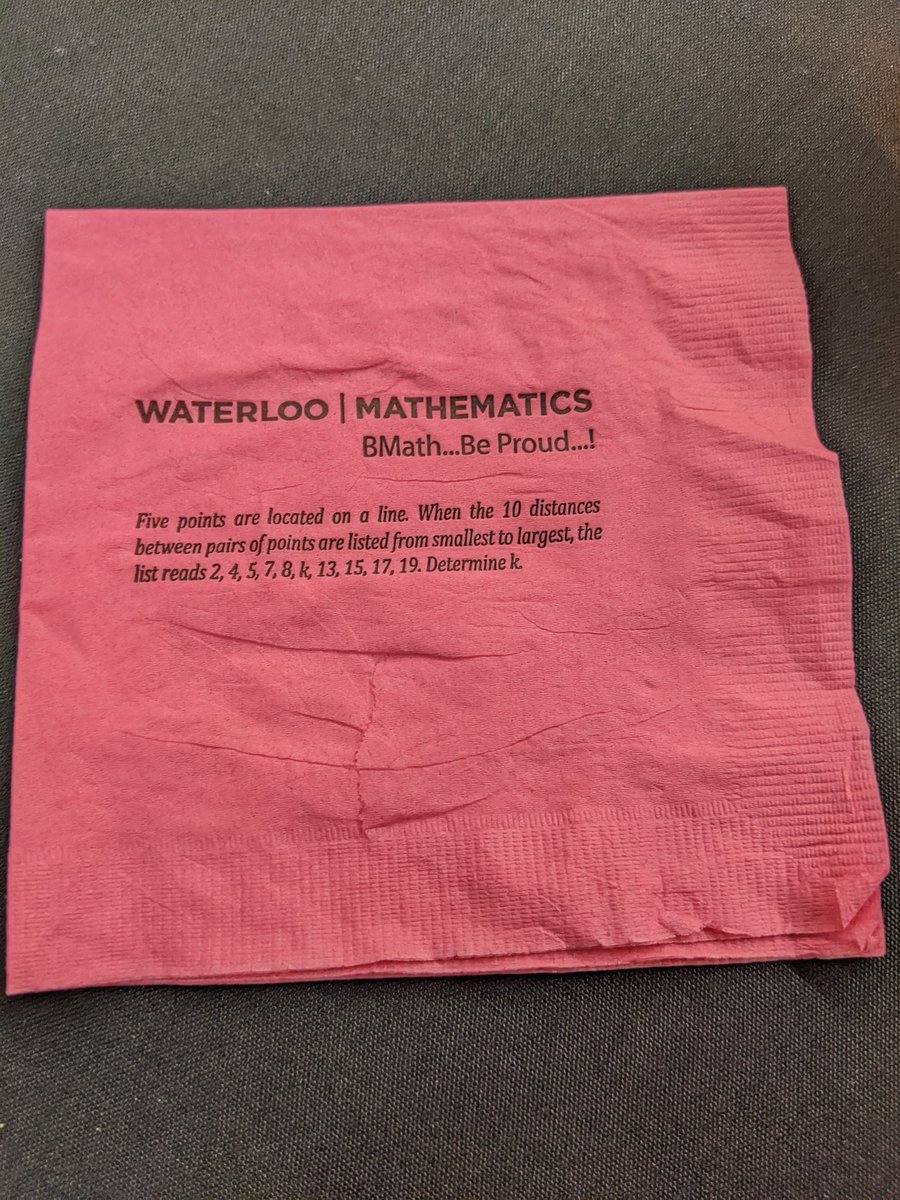 WATERLOO | MATHEMATICS
BMath...Be Proud...!
Five points are located on a line. When the 10 distances
between pairs of points are listed from smallest to largest, the
list reads 2, 4, 5, 7, 8, k, 13, 15, 17, 19. Determine k.